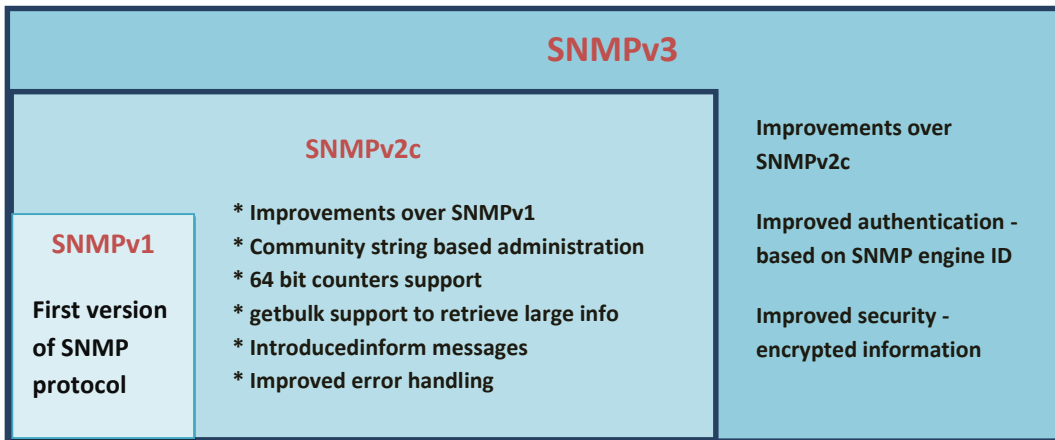 SNMPv3
SNMPv2c
* Improvements over SNMPv1
* Community string based administration
* 64 bit counters support
* getbulk support to retrieve large info
* Introducedinform messages
* Improved error handling
SNMPv1
First version
of SNMP
protocol
Improvements over
SNMPv2c
Improved authentication -
based on SNMP engine ID
Improved security -
encrypted information